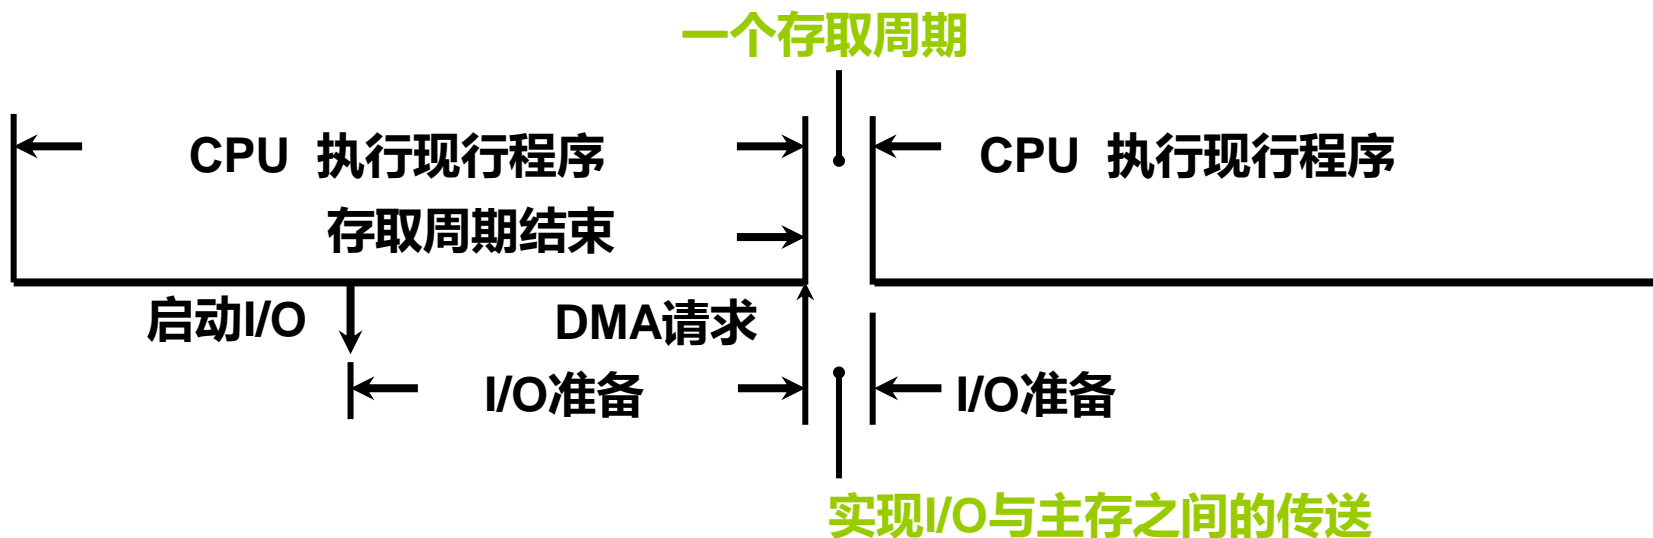 一个存取周期
CPU 执行现行程序
CPU 执行现行程序
存取周期结束
启动I/O
DMA请求
I/O准备
I/O准备
实现I/O与主存之间的传送